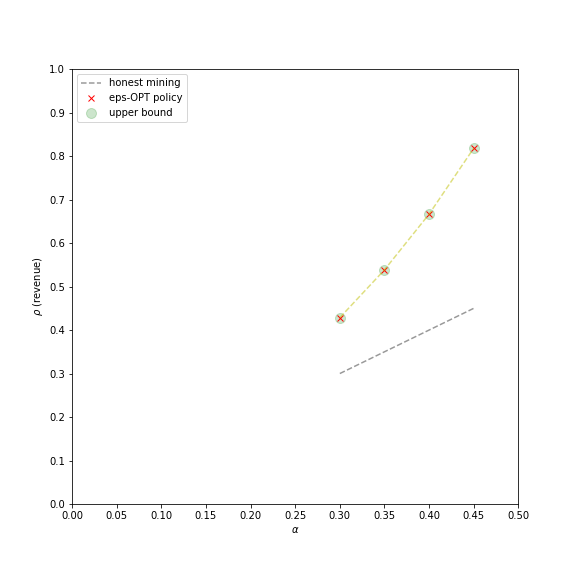 honest mining
eps-OPT policy
upper bound
1.0
0.9
0.8
0.7
0.6
0.5
0.4
0.3
0.2
0.1
0.0
ρ (revenue)
0.00 0.05 0.10 0.15 0.20 0.25 0.30 0.35 0.40 0.45 0.50
α